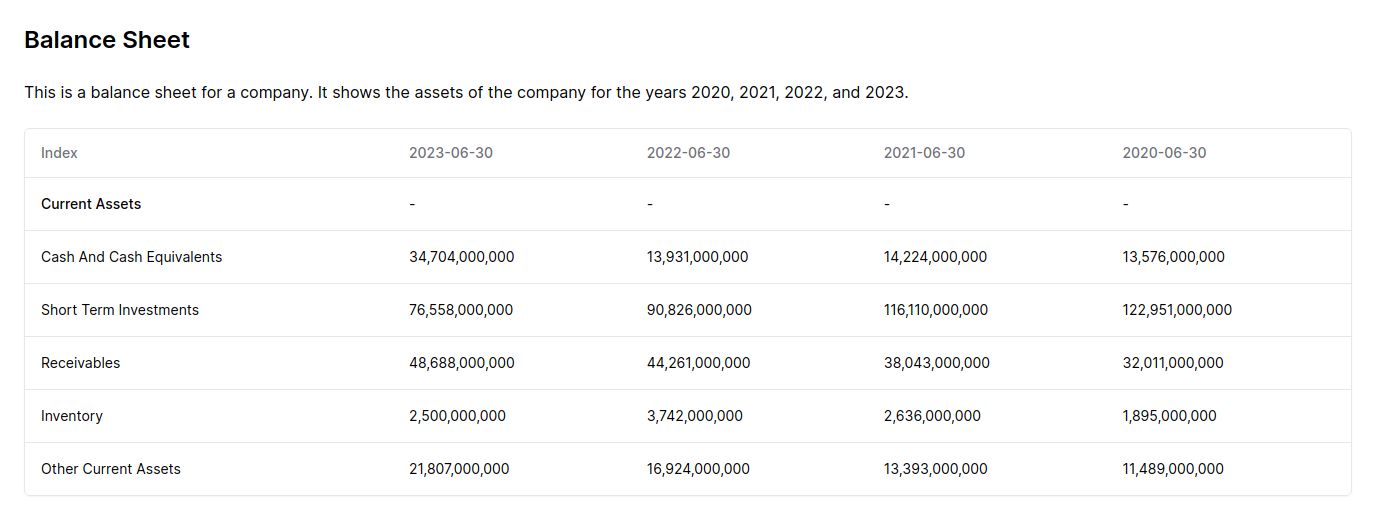 Balance Sheet
This is a balance sheet for a company. It shows the assets of the company for the years 2020, 2021, 2022, and 2023.
Index 2023-06-30 2022-06-30 2021-06-30 2020-06-30
Current Assets - - - -
Cash And Cash Equivalents 34,704,000,000 13,931,000,000 14,224,000,000 13,576,000,000
Short Term Investments 76,558,000,000 90,826,000,000 116,110,000,000 122,951,000,000
Receivables 48,688,000,000 44,261,000,000 38,043,000,000 32,011,000,000
Inventory 2,500,000,000 3,742,000,000 2,636,000,000 1,895,000,000
Other Current Assets 21,807,000,000 16,924,000,000 13,393,000,000 11,489,000,000